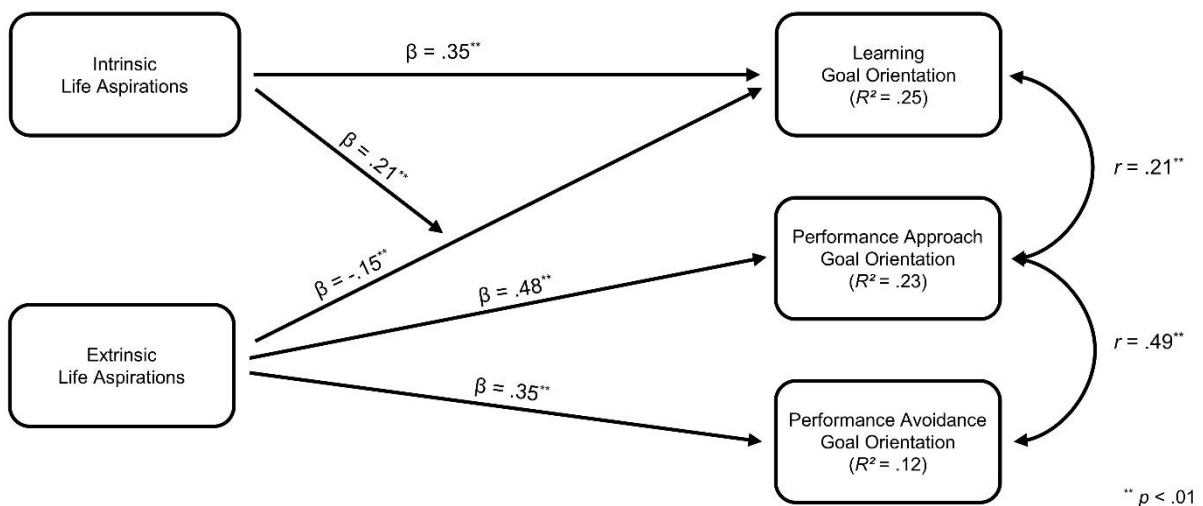 Intrinsic
Life Aspirations
β = .35**
Learning
Goal Orientation
(R² = .25)
β = .21**
r = .21**
β = -.15**
Performance Approach
Goal Orientation
(R² = .23)
β = .48**
Extrinsic
Life Aspirations
r = .49**
β = .35**
Performance Avoidance
Goal Orientation
(R² = .12)
** p < .01